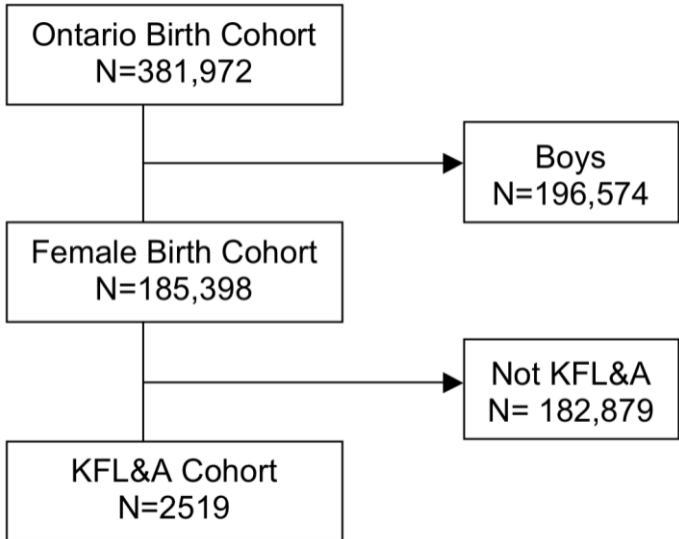 Ontario Birth Cohort
N=381,972
Boys
N=196,574
Female Birth Cohort
N=185,398
Not KFL&A
N= 182,879
KFL&A Cohort
N=2519